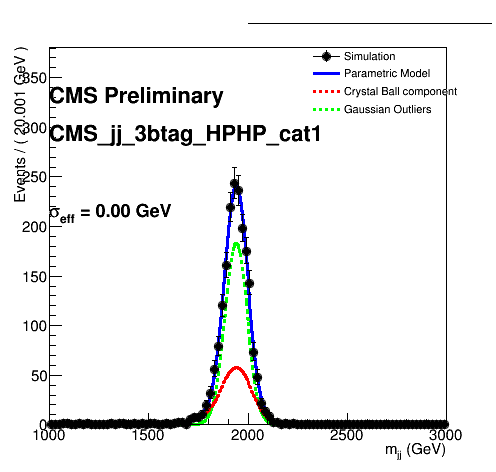 Events / ( 20.001 GeV )
350
300
250
200
150
100
50
0
CMS Preliminary
CMS_jj_3btag_HPHP_cat1
σeff = 0.00 GeV
Simulation
Parametric Model
Crystal Ball component
Gaussian Outliers
1000 1500 2000 2500 3000
mjj (GeV)